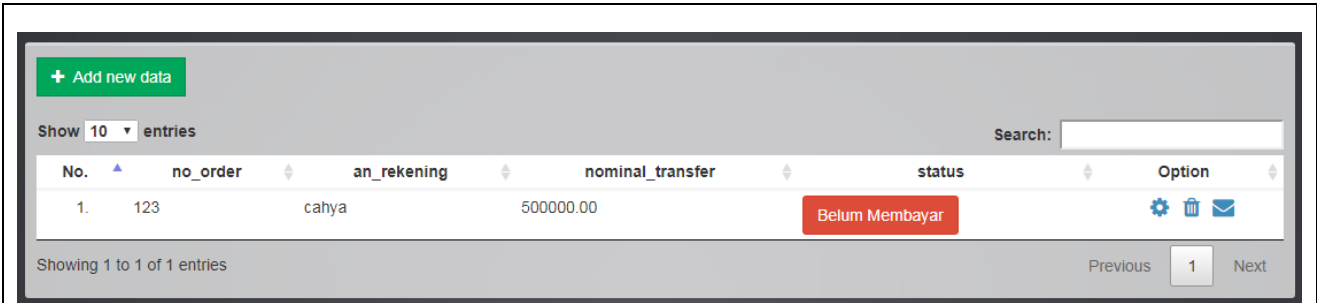 + Add new data
Show 10 entries
Search:
No. no_order an_rekening nominal_transfer status Option
1. 123 cahya 500000.00 Belum Membayar
Showing 1 to 1 of 1 entries
Previous 1 Next